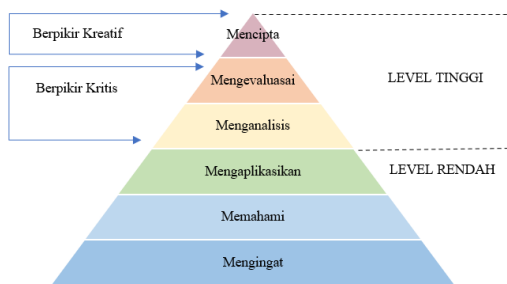 Berpikir Kreatif
Mencipta
Mengevaluasai
LEVEL TINGGI
Berpikir Kritis
Menganalisis
Mengaplikasikan
LEVEL RENDAH
Memahami
Mengingat